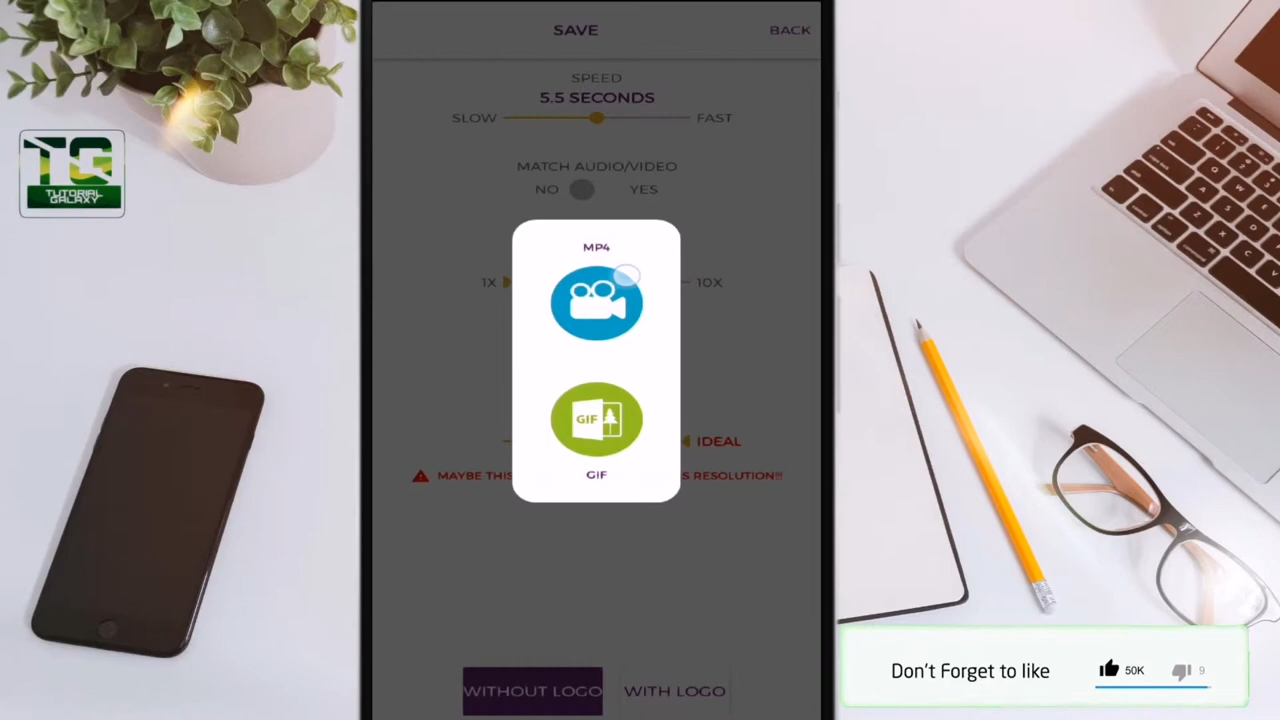 SAVE
BACK
SPEED
5.5 SECONDS
SLOW
FAST
MATCH AUDIO/VIDEO
NO
YES
MP4
1X
10X
GIF
IDEAL
MAYBE THIS
S RESOLUTION!!!
GIF
WITHOUT LOGO
WITH LOGO
TG
TUTORIAL
GALAXY
Don't Forget to like
50K
9